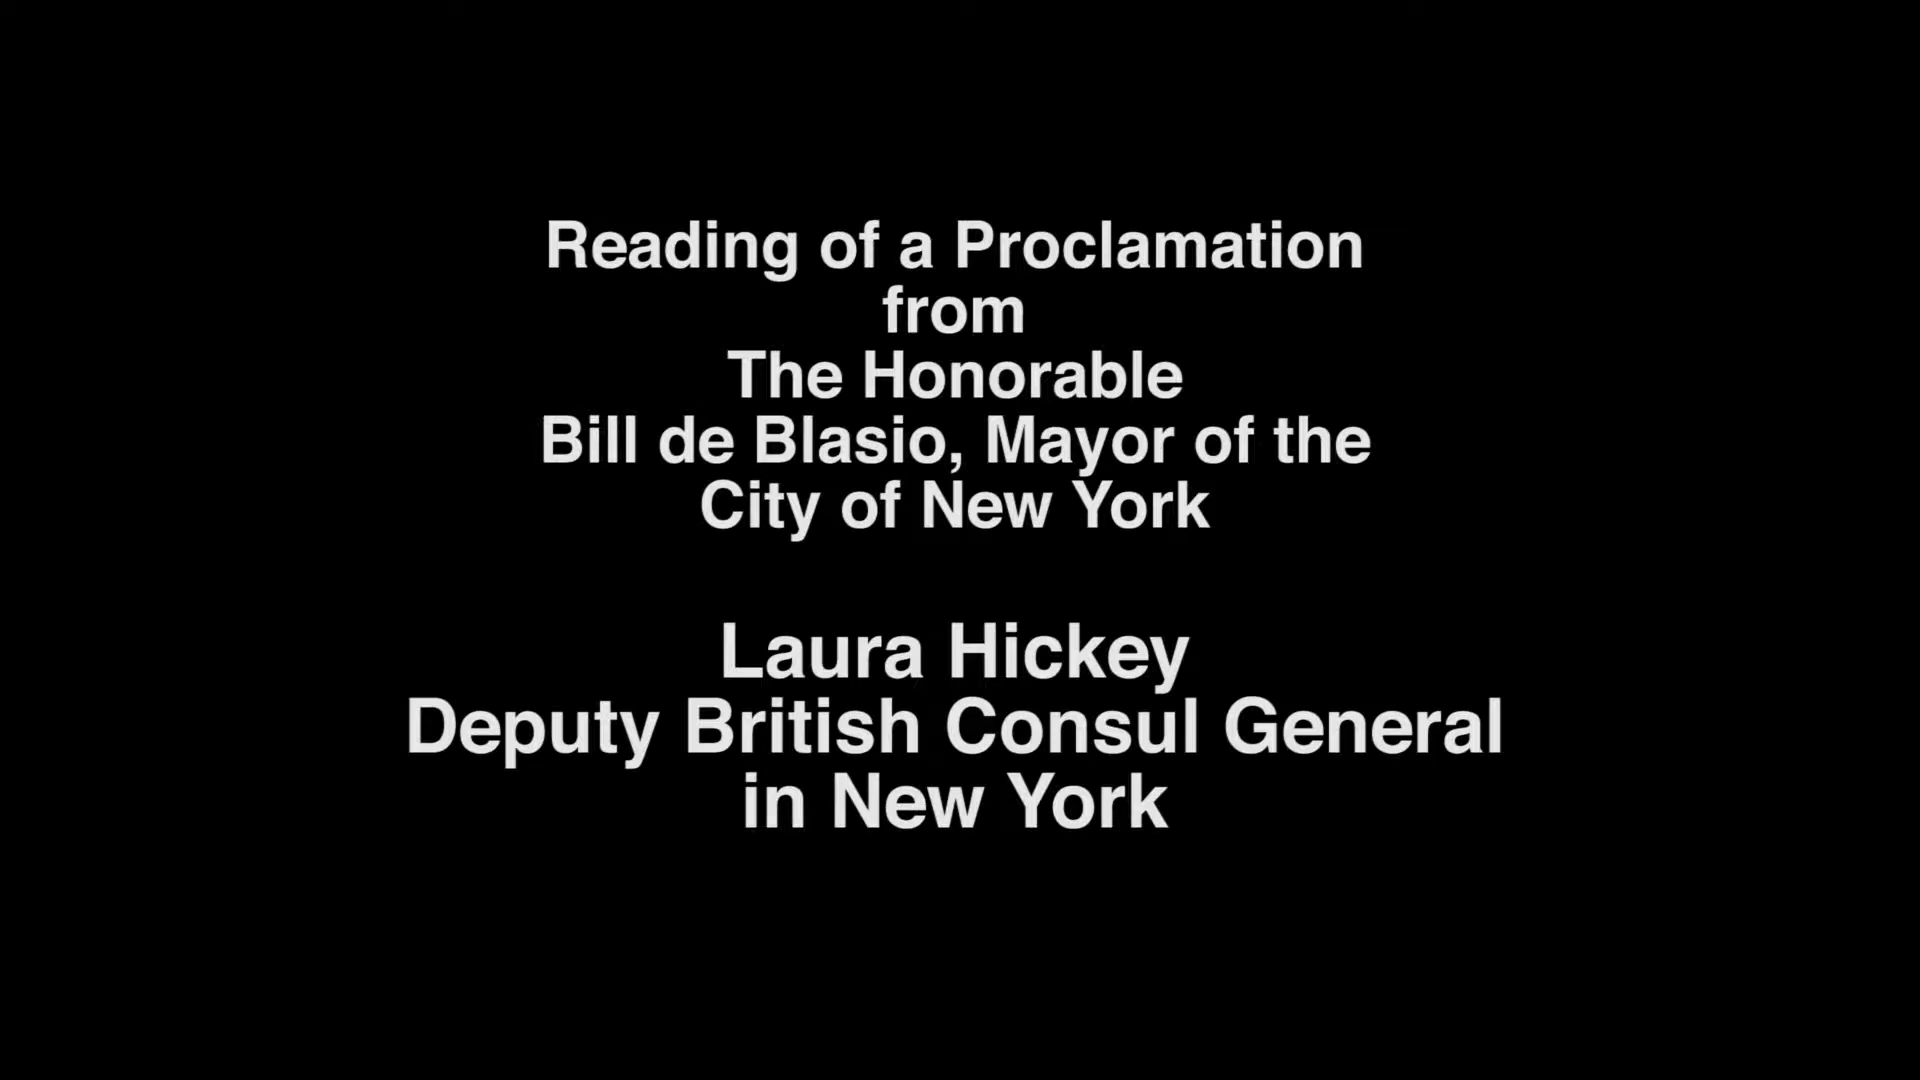 Reading of a Proclamation
from
The Honorable
Bill de Blasio, Mayor of the
City of New York
Laura Hickey
Deputy British Consul General
in New York